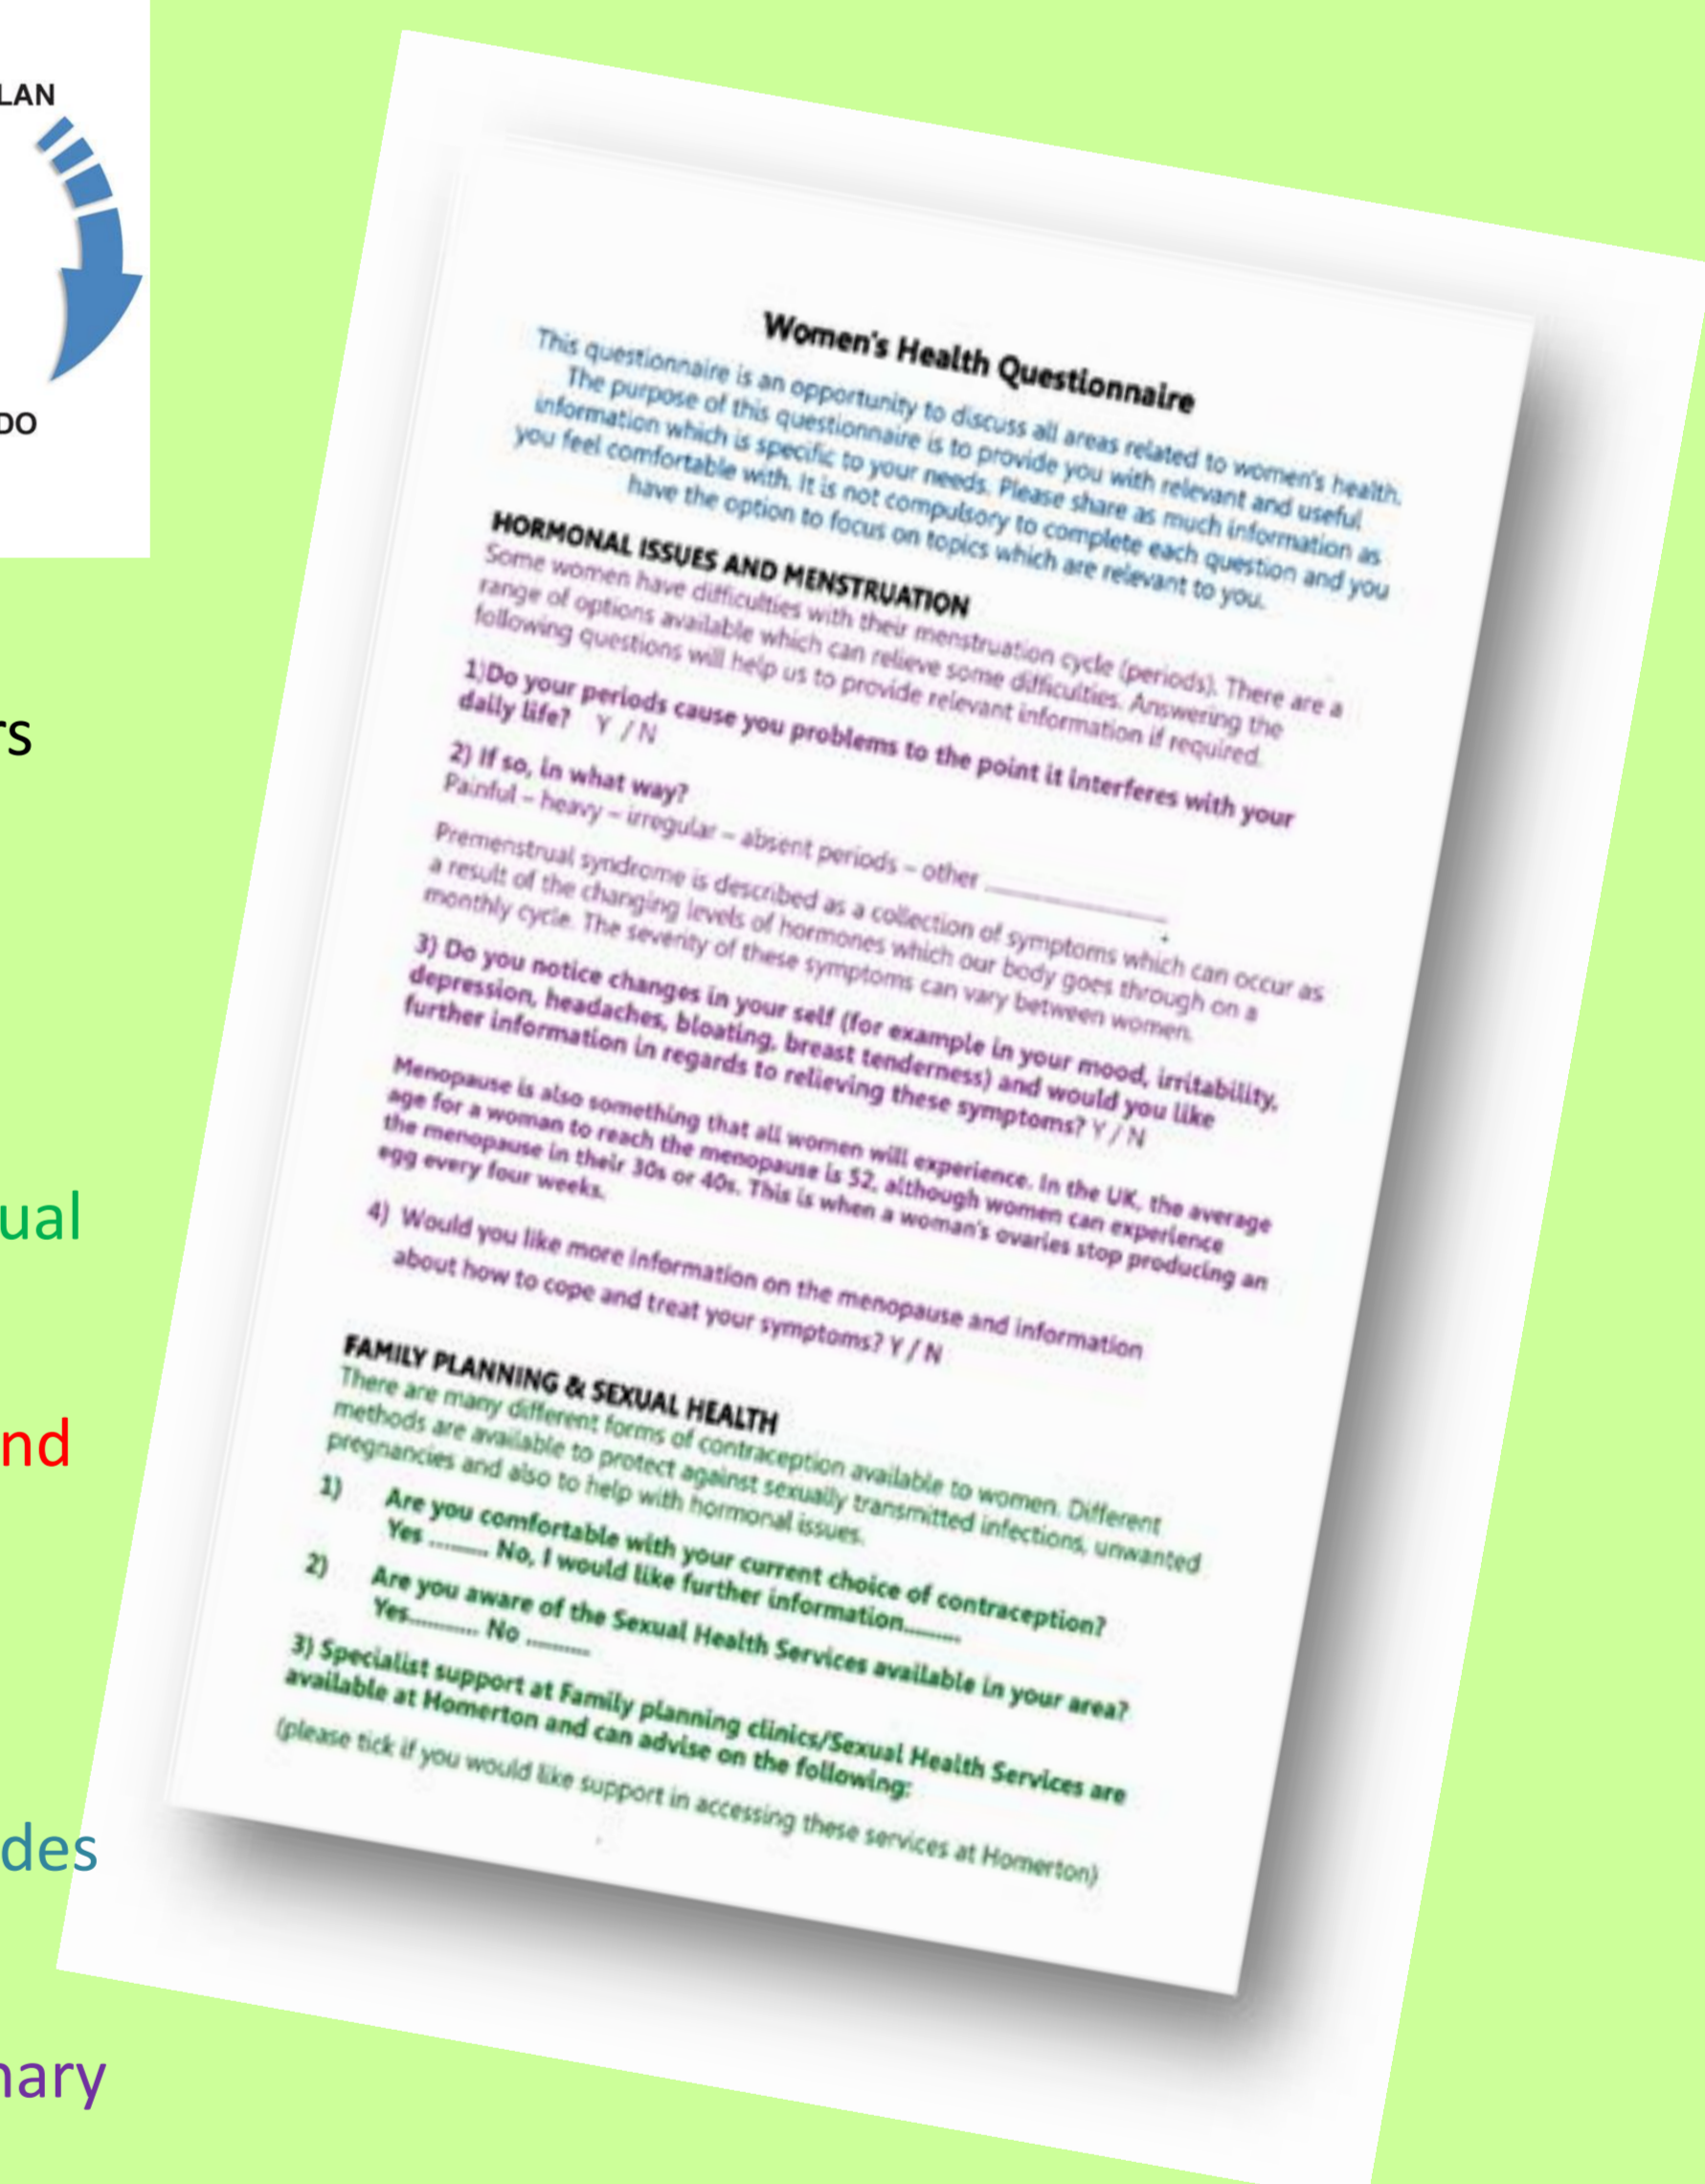 LAN
DO
rs
ual
nd
des
nary
Women's Health Questionnaire
This questionnaire is an opportunity to discuss all areas related to women's health.
The purpose of this questionnaire is to provide you with relevant and useful
information which is specific to your needs. Please share as much information as
you feel comfortable with. It is not compulsory to complete each question and you
have the option to focus on topics which are relevant to you.
HORMONAL ISSUES AND MENSTRUATION
Some women have difficulties with their menstruation cycle (periods). There are a
range of options available which can relieve some difficulties. Answering the
following questions will help us to provide relevant information if required.
1)Do your periods cause you problems to the point it interferes with your
daily life? Y / N
2) If so, in what way?
Painful – heavy – irregular – absent periods – other ____________
Premenstrual syndrome is described as a collection of symptoms which can occur as
a result of the changing levels of hormones which our body goes through on a
monthly cycle. The severity of these symptoms can vary between women.
3) Do you notice changes in your self (for example in your mood, irritability,
depression, headaches, bloating, breast tenderness) and would you like
further information in regards to relieving these symptoms? Y / N
Menopause is also something that all women will experience. In the UK, the average
age for a woman to reach the menopause is 52, although women can experience
the menopause in their 30s or 40s. This is when a woman's ovaries stop producing an
egg every four weeks.
4) Would you like more information on the menopause and information
about how to cope and treat your symptoms? Y / N
FAMILY PLANNING & SEXUAL HEALTH
There are many different forms of contraception available to women. Different
methods are available to protect against sexually transmitted infections, unwanted
pregnancies and also to help with hormonal issues.
1) Are you comfortable with your current choice of contraception?
Yes .......... No, I would like further information..........
2) Are you aware of the Sexual Health Services available in your area?
Yes............ No ...........
3) Specialist support at Family planning clinics/Sexual Health Services are
available at Homerton and can advise on the following:
(please tick if you would like support in accessing these services at Homerton)